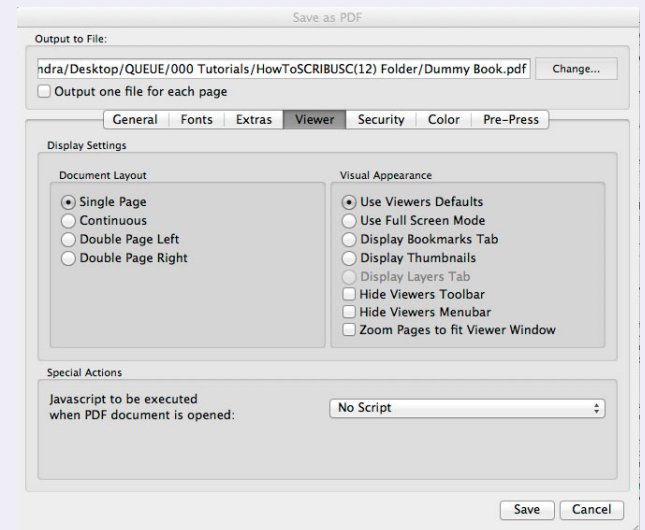 Save as PDF
Output to File:
ndra/Desktop/QUEUE/000 Tutorials/HowToSCRIBUSC(12) Folder/Dummy Book.pdf
Change...
Output one file for each page
General Fonts Extras Viewer Security Color Pre-Press
Display Settings
Document Layout
Single Page
Continuous
Double Page Left
Double Page Right
Visual Appearance
Use Viewers Defaults
Use Full Screen Mode
Display Bookmarks Tab
Display Thumbnails
Display Layers Tab
Hide Viewers Toolbar
Hide Viewers Menubar
Zoom Pages to fit Viewer Window
Special Actions
Javascript to be executed
when PDF document is opened:
No Script
Save Cancel